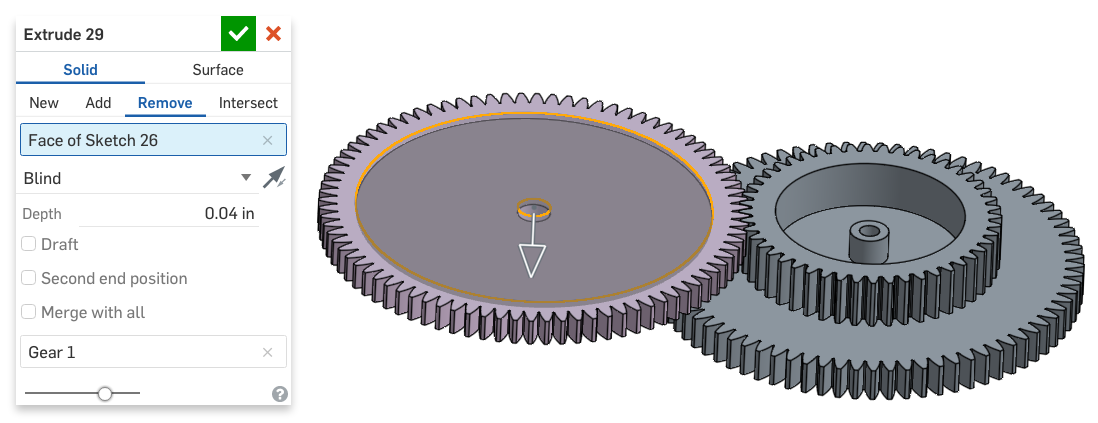 Extrude 29
Solid Surface
New Add Remove Intersect
Face of Sketch 26
Blind
Depth 0.04 in
Draft
Second end position
Merge with all
Gear 1
?